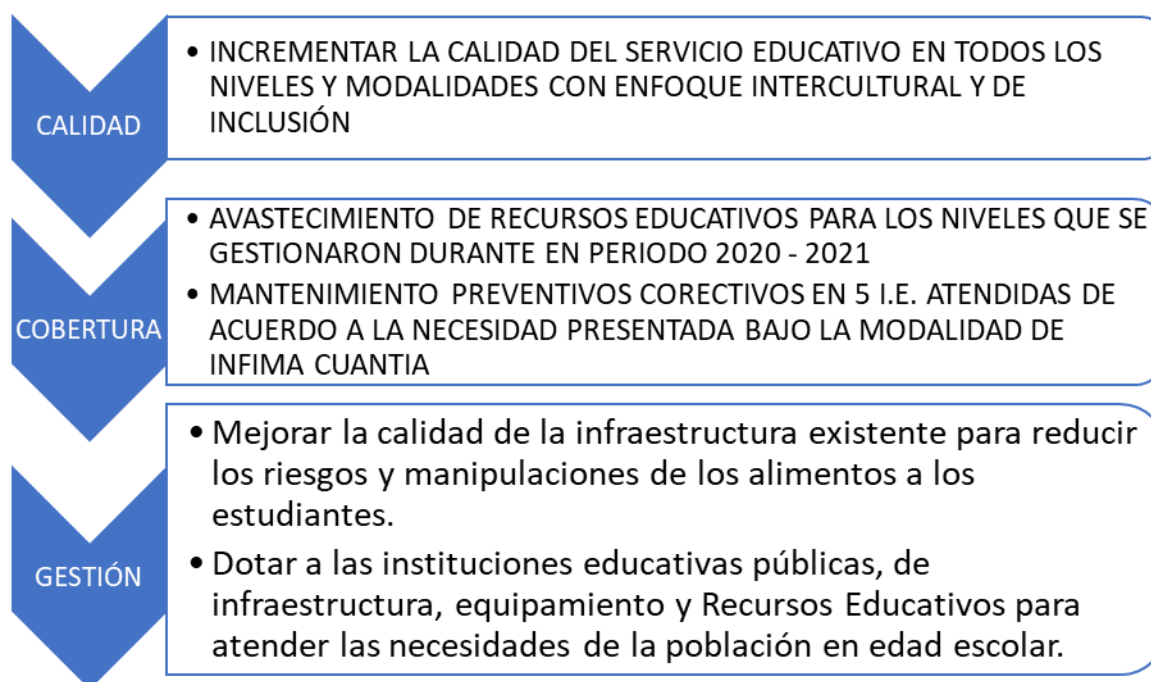 CALIDAD
• INCREMENTAR LA CALIDAD DEL SERVICIO EDUCATIVO EN TODOS LOS
NIVELES Y MODALIDADES CON ENFOQUE INTERCULTURAL Y DE
INCLUSIÓN
COBERTURA
• AVASTECIMIENTO DE RECURSOS EDUCATIVOS PARA LOS NIVELES QUE SE
GESTIONARON DURANTE EN PERIODO 2020 - 2021
• MANTENIMIENTO PREVENTIVOS CORECTIVOS EN 5 I.E. ATENDIDAS DE
ACUERDO A LA NECESIDAD PRESENTADA BAJO LA MODALIDAD DE
INFIMA CUANTIA
GESTIÓN
• Mejorar la calidad de la infraestructura existente para reducir
los riesgos y manipulaciones de los alimentos a los
estudiantes.
• Dotar a las instituciones educativas públicas, de
infraestructura, equipamiento y Recursos Educativos para
atender las necesidades de la población en edad escolar.